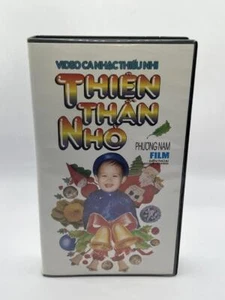 VIDEO CA NHẠC THIẾU NHI
THIÊN
THẦN
NHỎ
PHƯƠNG NAM
FILM